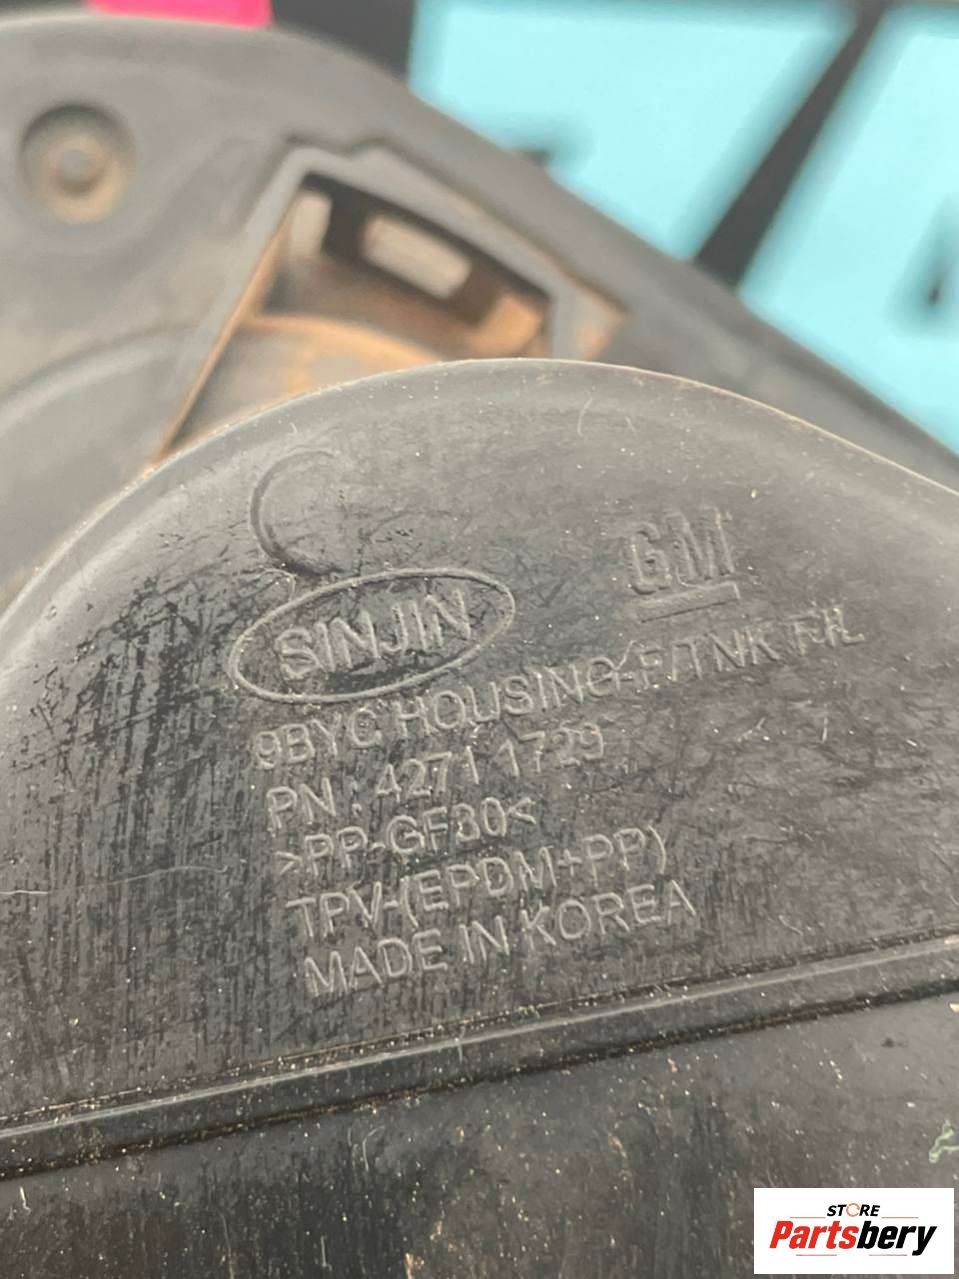 GM
SINJIN
9BYC HOUSING-F/TNK FIL
PN : 4271 1729
>PP-GF30<
TPV-(EPDM+PP)
MADE IN KOREA
STORE
Partsbery